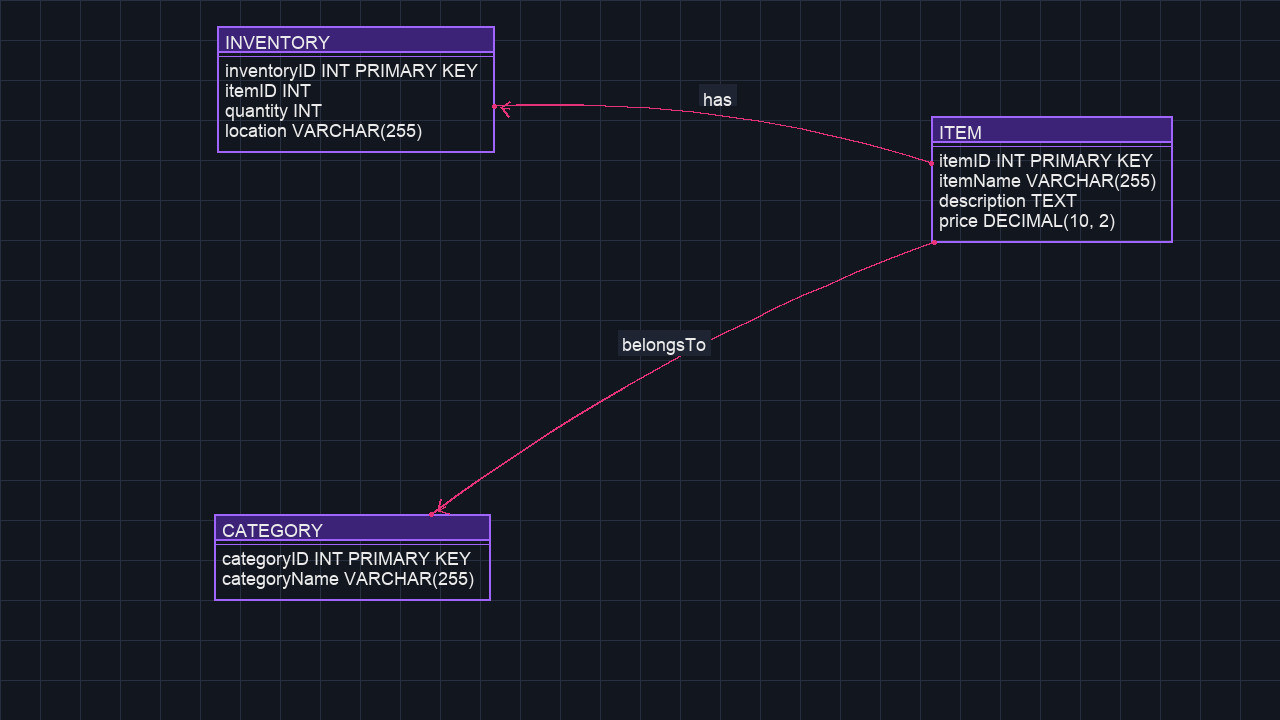 INVENTORY
inventoryID INT PRIMARY KEY
itemID INT
quantity INT
location VARCHAR(255)
has
ITEM
itemID INT PRIMARY KEY
itemName VARCHAR(255)
description TEXT
price DECIMAL(10, 2)
belongsTo
CATEGORY
categoryID INT PRIMARY KEY
categoryName VARCHAR(255)